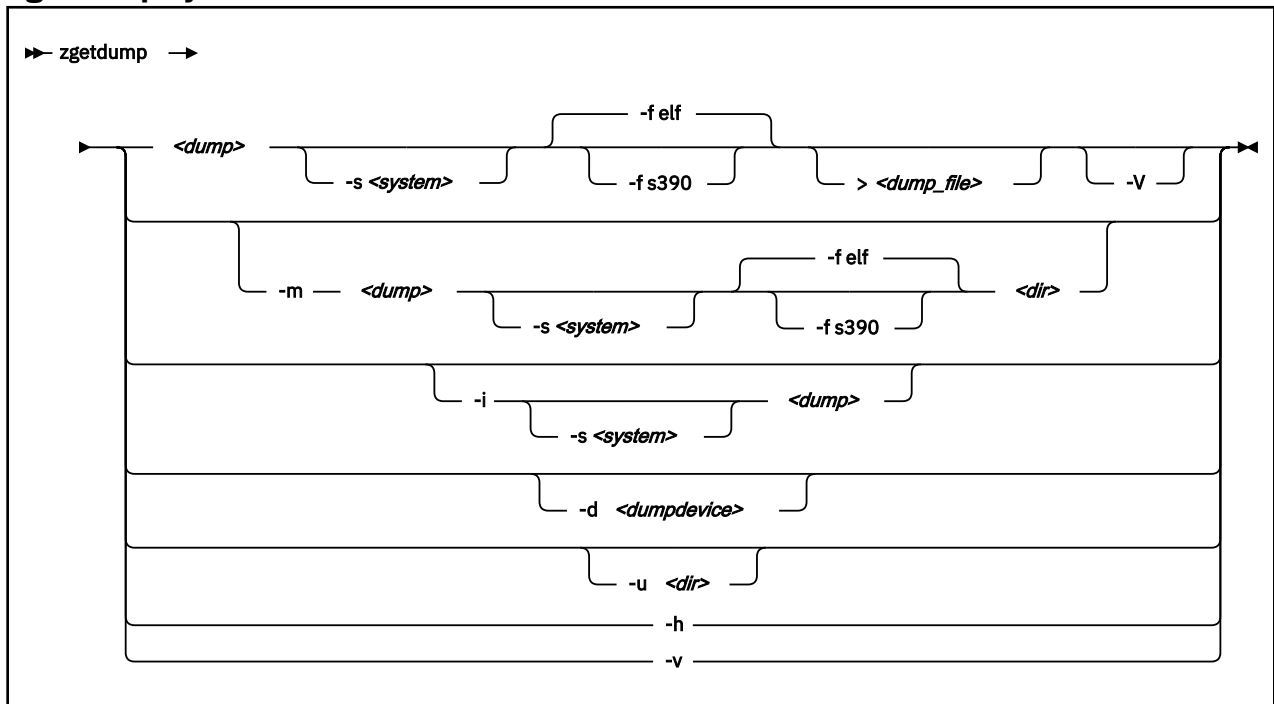 zgetdump
-f elf
<dump>
-s <system> -f s390 > <dump_file> -V
-f elf
-m <dump> <dir>
-s <system> -f s390
-i <dump>
-s <system>
-d <dumpdevice>
-u <dir>
-h
-v